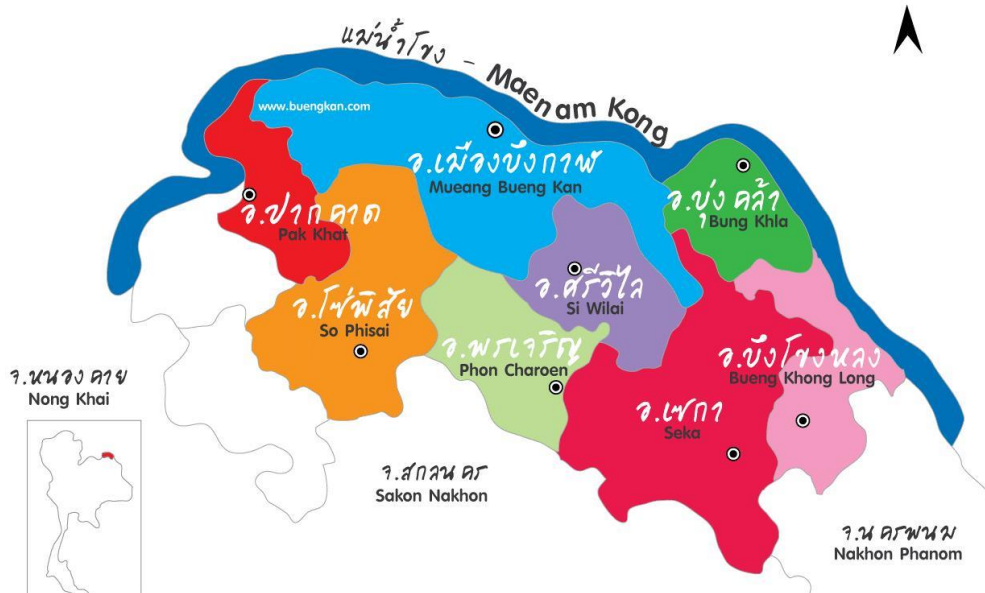 แม่น้ำโขง - Maenam Kong
www.buengkan.com
อ.เมืองบึงกาฬ
Mueang Bueng Kan
อ.บุ่งคล้า
Bung Khla
อ.ปากคาด
Pak Khat
อ.ศรีวิไล
Si Wilai
อ.โซ่พิสัย
So Phisai
อ.พรเจริญ
Phon Charoen
อ.บึงโขงหลง
Bueng Khong Long
จ.หนองคาย
Nong Khai
อ.เซกา
Seka
จ.สกลนคร
Sakon Nakhon
จ.นครพนม
Nakhon Phanom